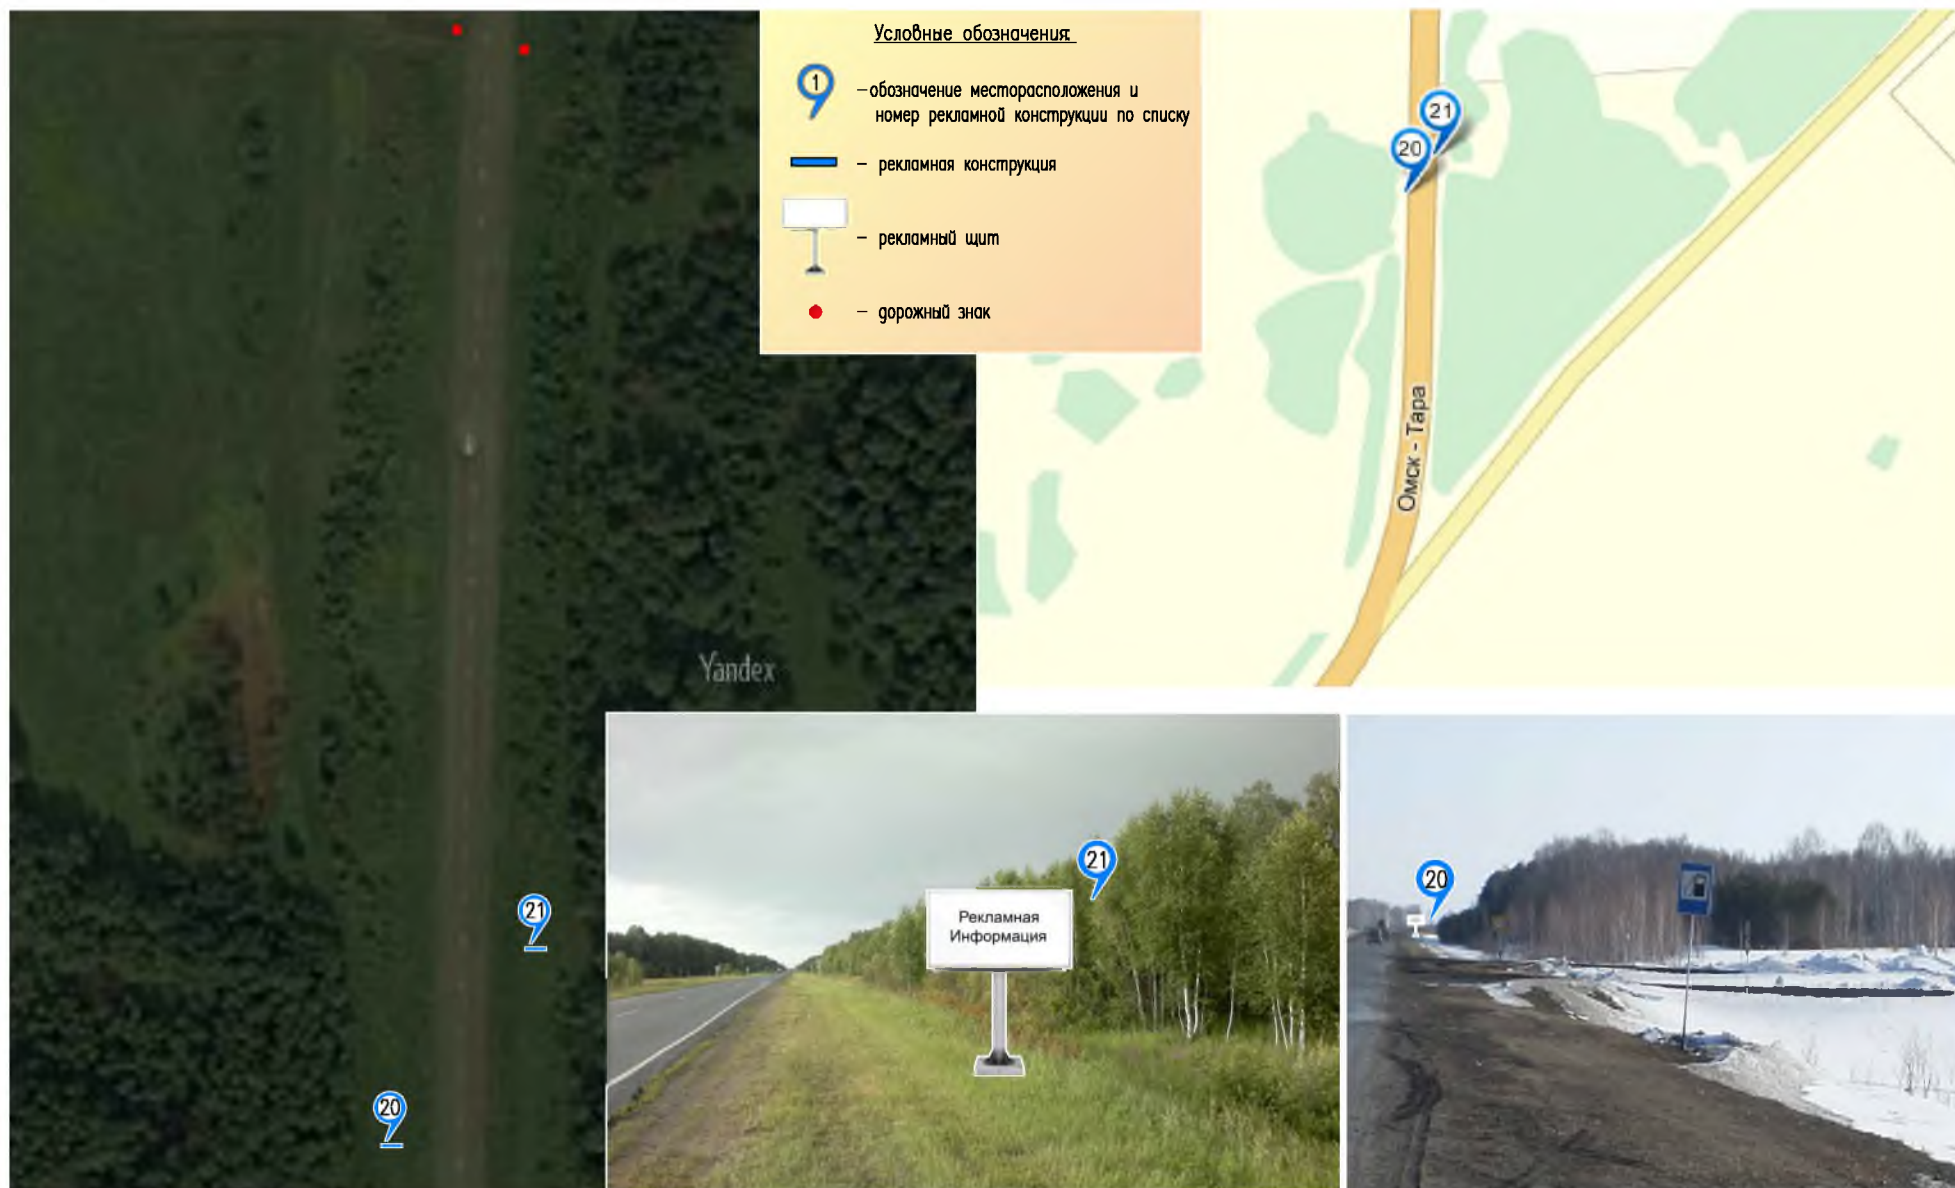 Условные обозначения:
1
– обозначение месторасположения и
номер рекламной конструкции по списку
– рекламная конструкция
– рекламный щит
– дорожный знак
21
20
Омск - Тара
Yandex
21
20
21
Рекламная
Информация
20